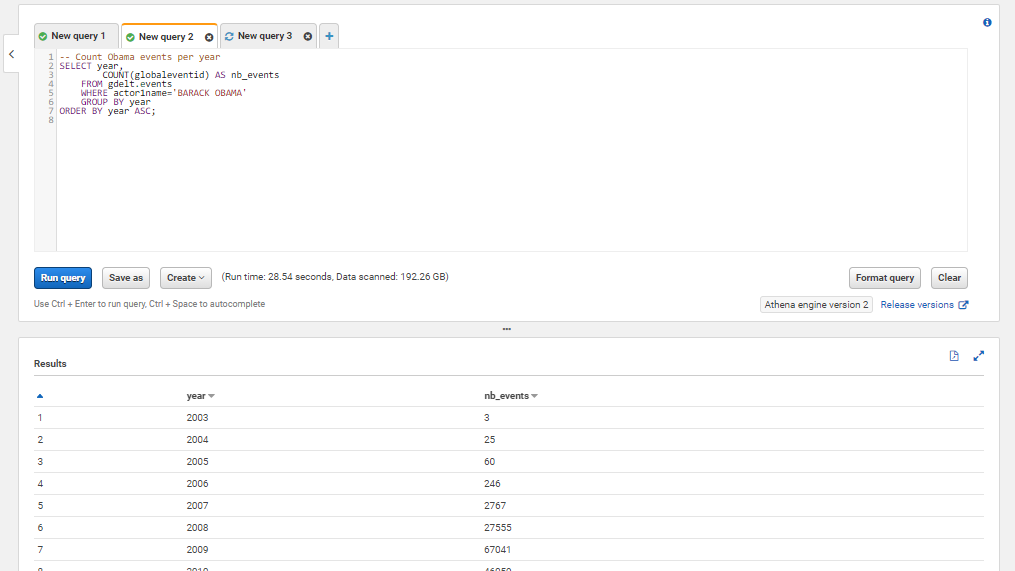 New query 1 New query 2 New query 3 +
1 -- Count Obama events per year
2 SELECT year,
3 COUNT(globaleventid) AS nb_events
4 FROM gdelt.events
5 WHERE actor1name='BARACK OBAMA'
6 GROUP BY year
7 ORDER BY year ASC;
8
Run query Save as Create (Run time: 28.54 seconds, Data scanned: 192.26 GB) Format query Clear
Use Ctrl + Enter to run query, Ctrl + Space to autocomplete Athena engine version 2 Release versions
Results
year nb_events
1 2003 3
2 2004 25
3 2005 60
4 2006 246
5 2007 2767
6 2008 27555
7 2009 67041